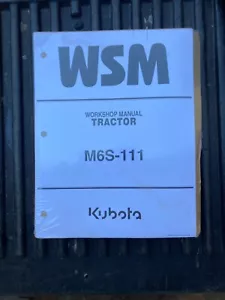 WSM
WORKSHOP MANUAL
TRACTOR
M6S-111
Kubota